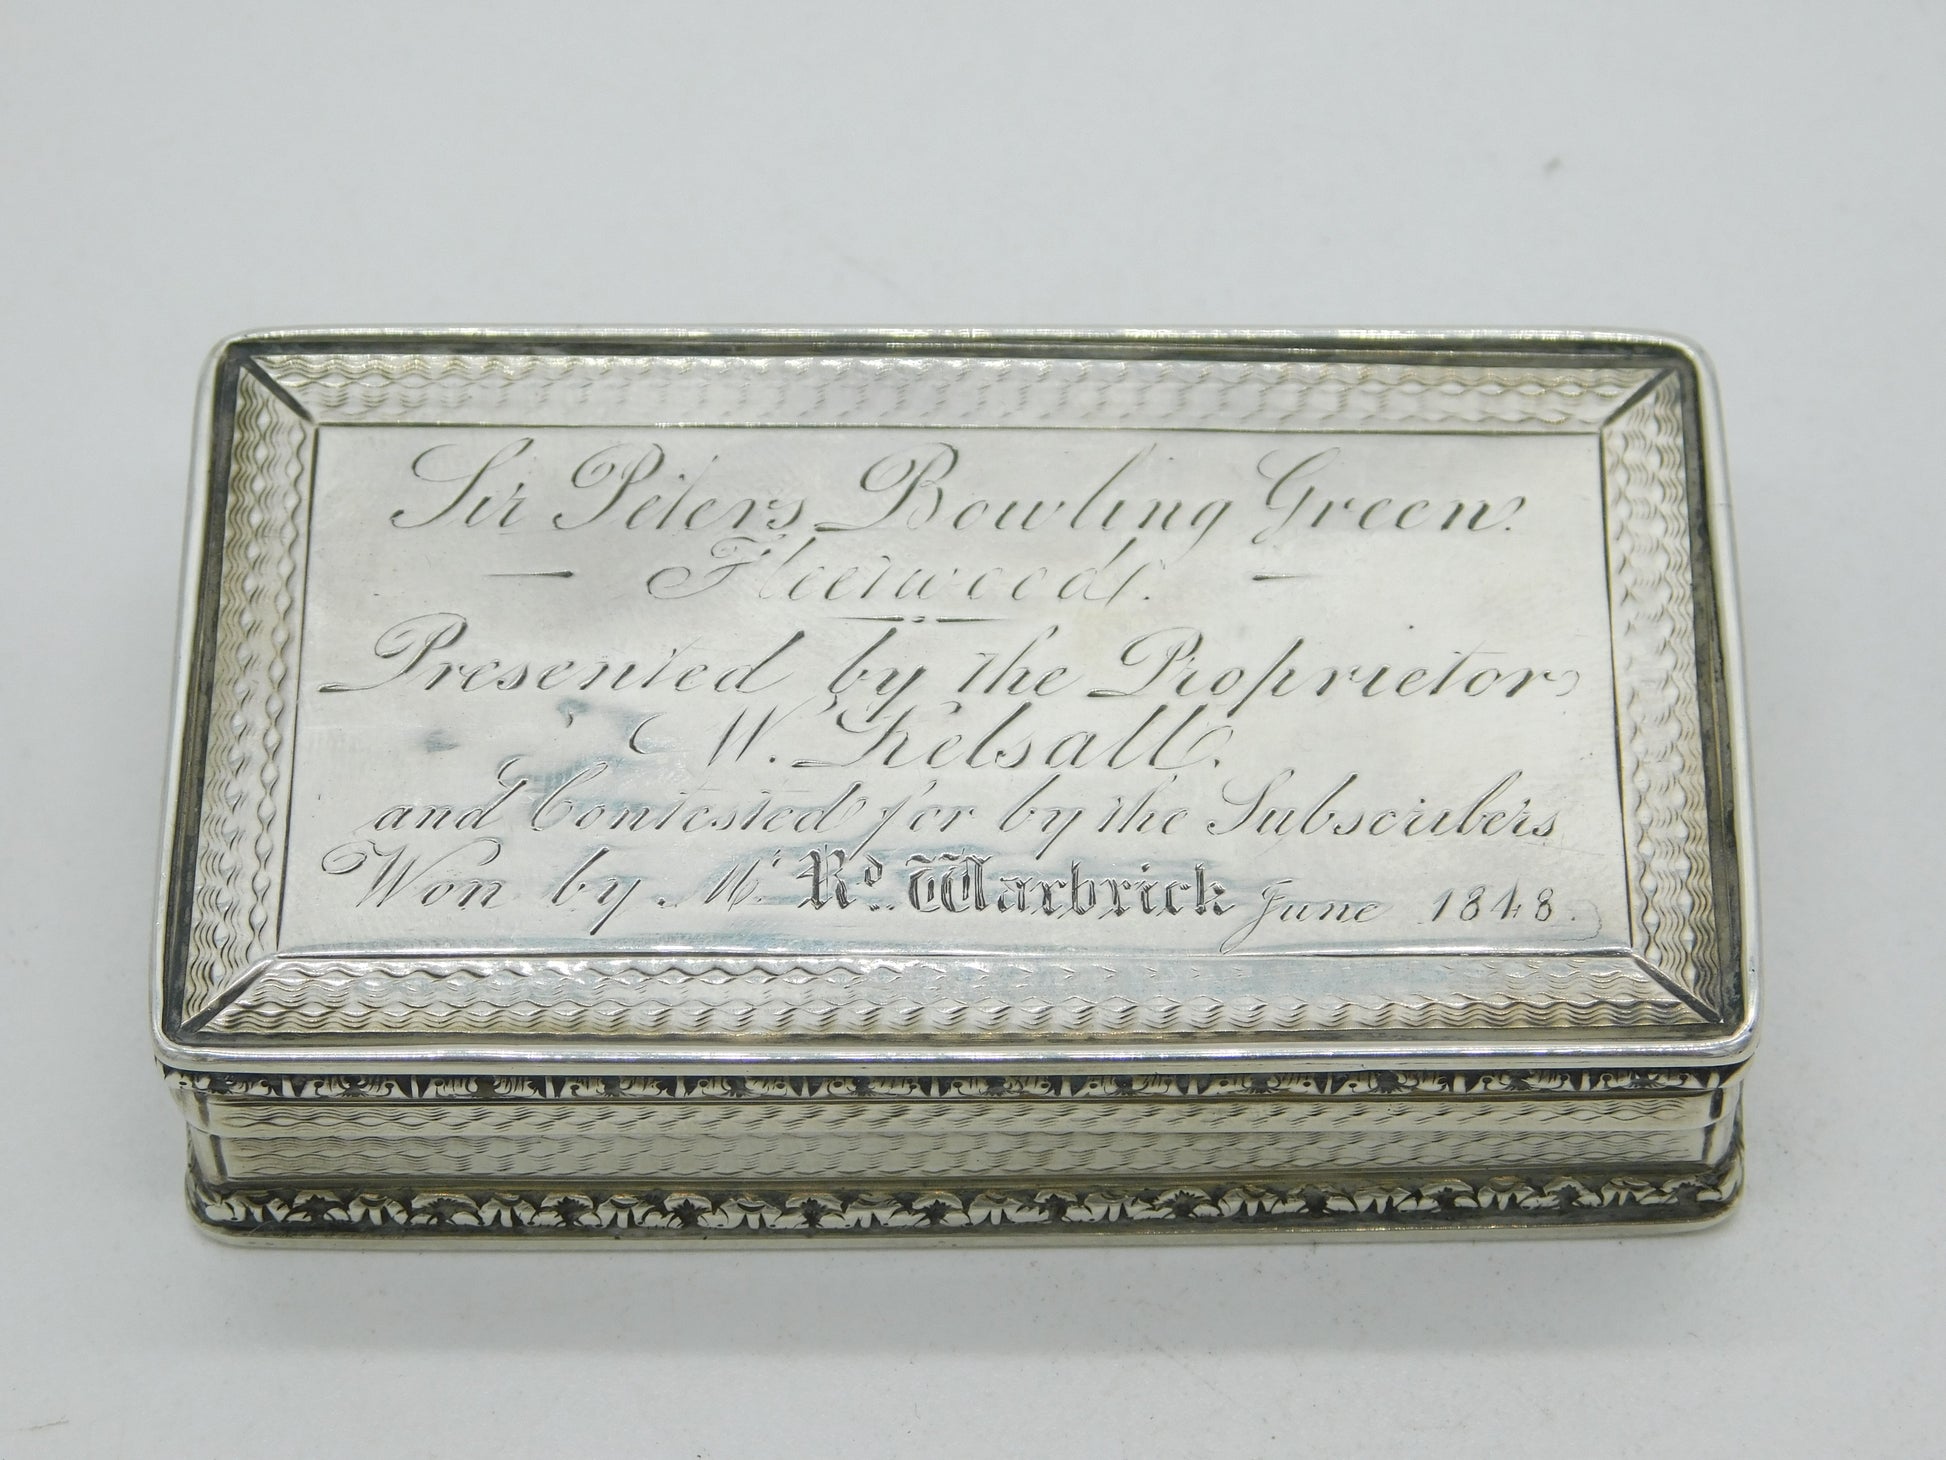 Sir Peters Bowling Green.
— Fleetwood. —
Presented by the Proprietor
W. Kelsall.
and Contested for by the Subscribers
Won by Mr Rd. Warbrick June 1848.